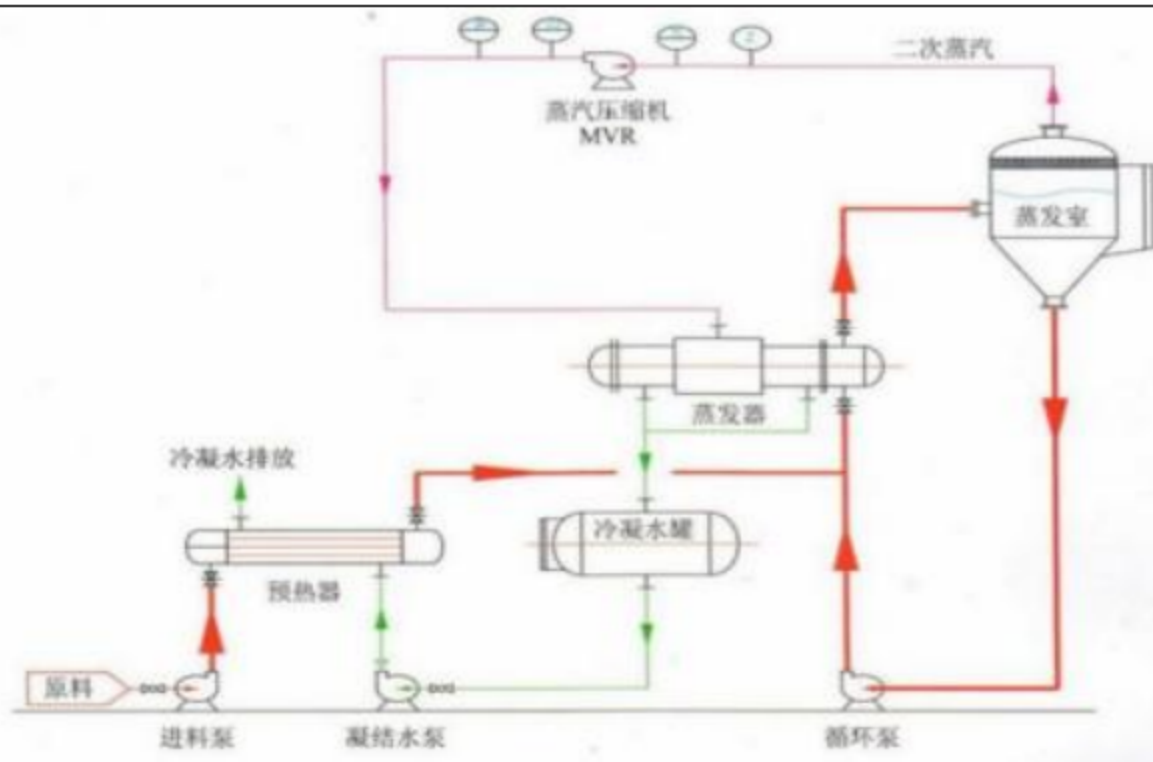 二次蒸汽
蒸汽压缩机
MVR
蒸发室
蒸发器
冷凝水排放
冷凝水罐
预热器
原料
进料泵
凝结水泵
循环泵